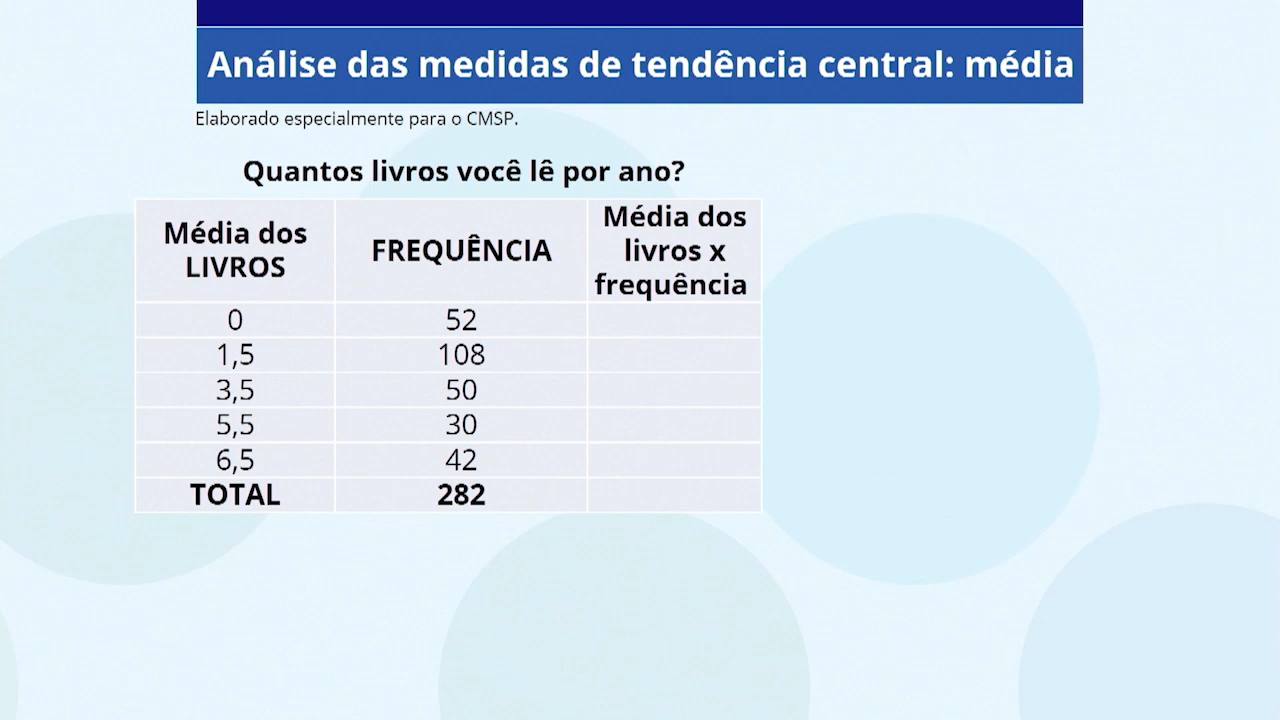 Análise das medidas de tendência central: média
Elaborado especialmente para o CMSP.
Quantos livros você lê por ano?
Média dos LIVROS FREQUÊNCIA Média dos livros x frequência
0 52
1,5 108
3,5 50
5,5 30
6,5 42
TOTAL 282